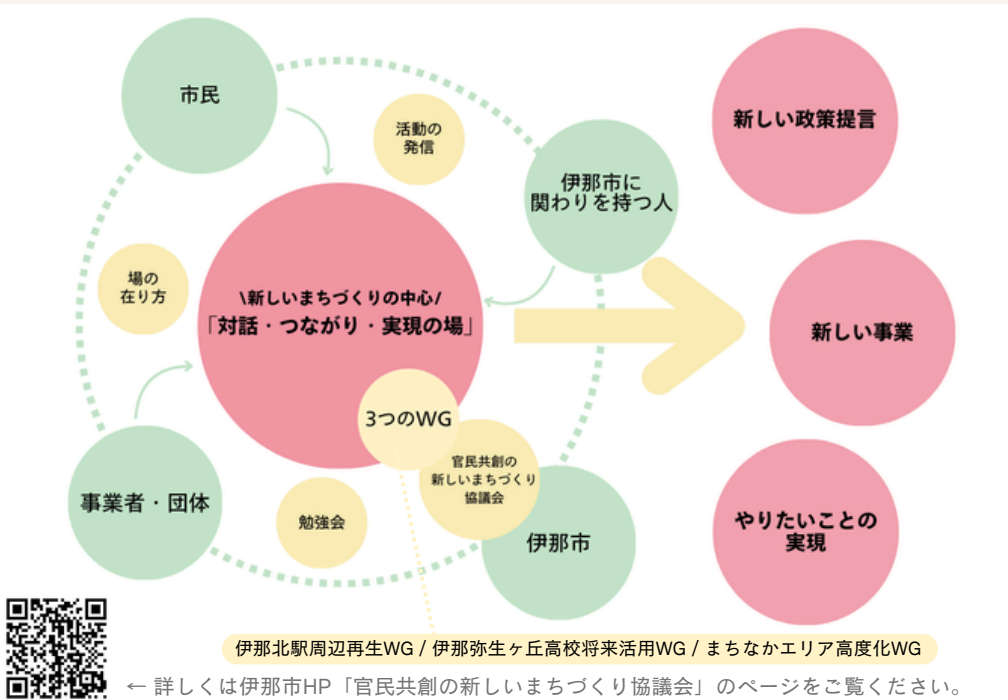 市民
活動の
発信
伊那市に
関わりを持つ人
場の
在り方
\新しいまちづくりの中心/
「対話・つながり・実現の場」
3つのWG
官民共創の
新しいまちづくり
協議会
事業者・団体
勉強会
伊那市
新しい政策提言
新しい事業
やりたいことの
実現
伊那北駅周辺再生WG / 伊那弥生ヶ丘高校将来活用WG / まちなかエリア高度化WG
← 詳しくは伊那市HP「官民共創の新しいまちづくり協議会」のページをご覧ください。